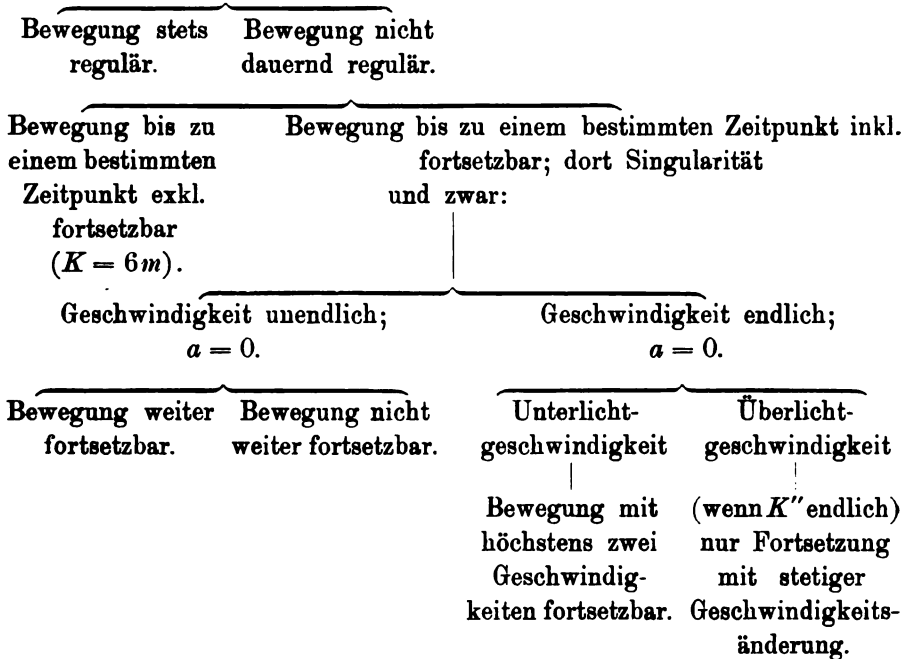 Bewegung stets
regulär.
Bewegung nicht
dauernd regulär.
Bewegung bis zu
einem bestimmten
Zeitpunkt exkl.
fortsetzbar
(K = 6m).
Bewegung bis zu einem bestimmten Zeitpunkt inkl.
fortsetzbar; dort Singularität
und zwar:
Geschwindigkeit unendlich;
a = 0.
Geschwindigkeit endlich;
a = 0.
Bewegung weiter
fortsetzbar.
Bewegung nicht
weiter fortsetzbar.
Unterlicht-
geschwindigkeit
Bewegung mit
höchstens zwei
Geschwindig-
keiten fortsetzbar.
Überlicht-
geschwindigkeit
(wenn K″ endlich)
nur Fortsetzung
mit stetiger
Geschwindigkeits-
änderung.